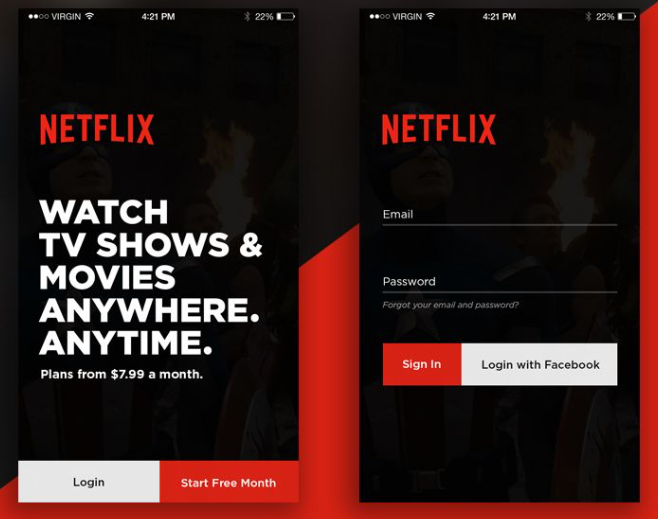 VIRGIN 4:21 PM 22%
NETFLIX
WATCH
TV SHOWS &
MOVIES
ANYWHERE.
ANYTIME.
Plans from $7.99 a month.
Login Start Free Month
VIRGIN 4:21 PM 22%
NETFLIX
Email
Password
Forgot your email and password?
Sign In Login with Facebook